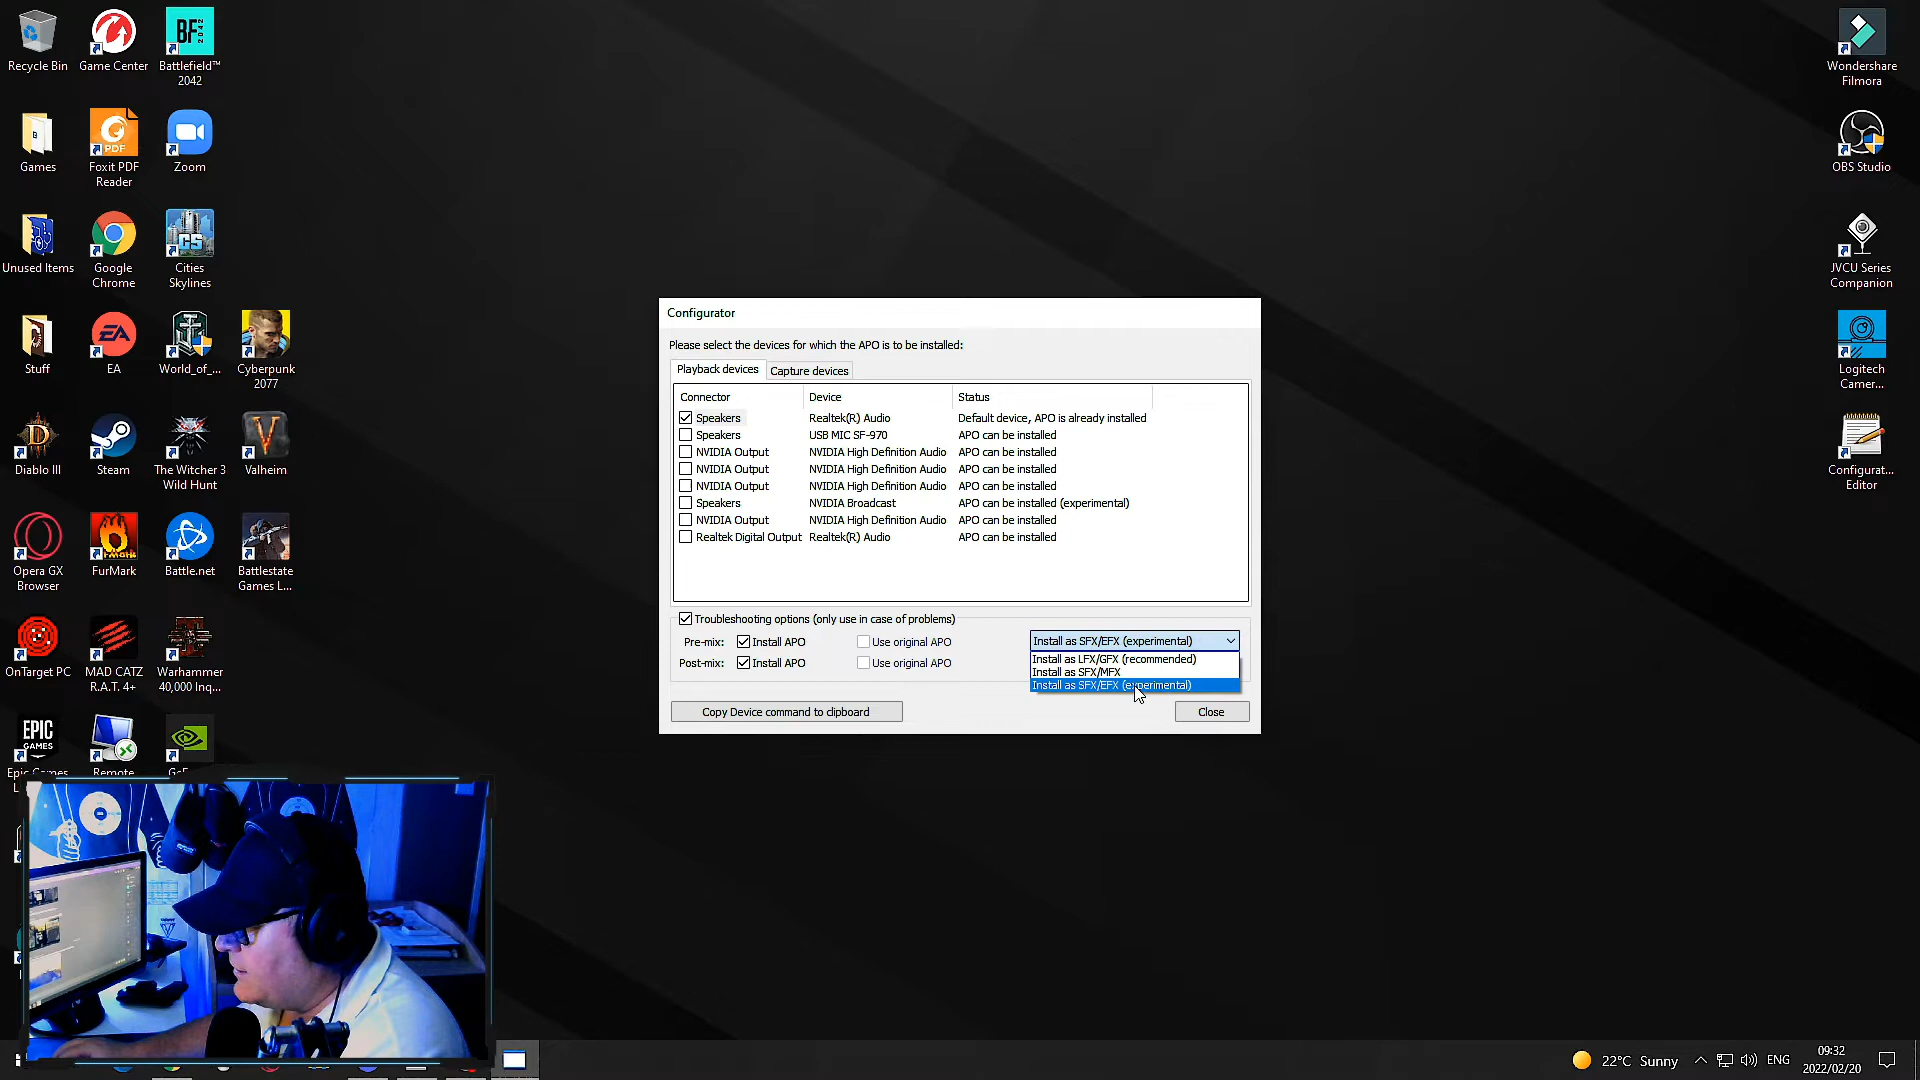 Recycle Bin
Game Center
Battlefield™
2042
Games
Foxit PDF
Reader
Zoom
Unused Items
Google
Chrome
Cities
Skylines
Stuff
EA
World_of_...
Cyberpunk
2077
Diablo III
Steam
The Witcher 3
Wild Hunt
Valheim
Opera GX
Browser
FurMark
Battle.net
Battlestate
Games L...
OnTarget PC
MAD CATZ
R.A.T. 4+
Warhammer
40,000 Inq...
EPIC
GAMES
Wondershare
Filmora
OBS Studio
JVCU Series
Companion
Logitech
Camer...
Configurat...
Editor
Configurator
Please select the devices for which the APO is to be installed:
Playback devices
Capture devices
Connector Device Status
Speakers Realtek(R) Audio Default device, APO is already installed
Speakers USB MIC SF-970 APO can be installed
NVIDIA Output NVIDIA High Definition Audio APO can be installed
NVIDIA Output NVIDIA High Definition Audio APO can be installed
NVIDIA Output NVIDIA High Definition Audio APO can be installed
Speakers NVIDIA Broadcast APO can be installed (experimental)
NVIDIA Output NVIDIA High Definition Audio APO can be installed
Realtek Digital Output Realtek(R) Audio APO can be installed
Troubleshooting options (only use in case of problems)
Pre-mix: Install APO Use original APO Install as SFX/EFX (experimental)
Post-mix: Install APO Use original APO
Install as LFX/GFX (recommended)
Install as SFX/MFX
Install as SFX/EFX (experimental)
Copy Device command to clipboard
Close
22°C Sunny
ENG
09:32
2022/02/20